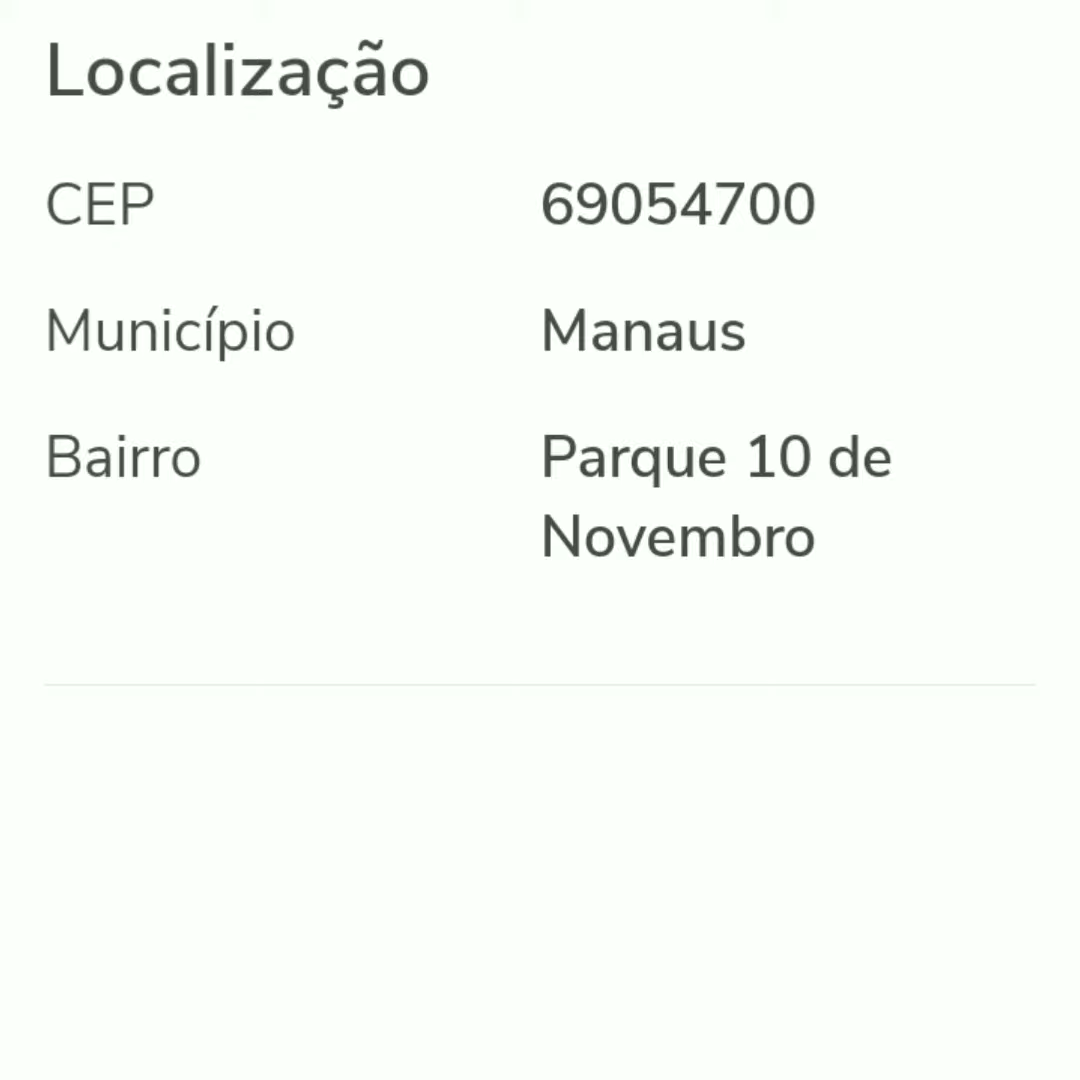 Localização
CEP 69054700
Município Manaus
Bairro Parque 10 de
Novembro